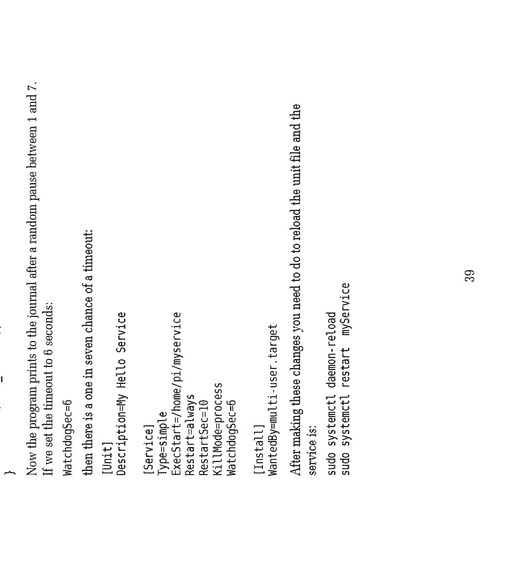 }
Now the program prints to the journal after a random pause between 1 and 7.
If we set the timeout to 6 seconds:
WatchdogSec=6
then there is a one in seven chance of a timeout:
[Unit]
Description=My Hello Service
[Service]
Type=simple
ExecStart=/home/pi/myservice
Restart=always
RestartSec=10
KillMode=process
WatchdogSec=6
[Install]
WantedBy=multi-user.target
After making these changes you need to do to reload the unit file and the
service is:
sudo systemctl daemon-reload
sudo systemctl restart  myService
39